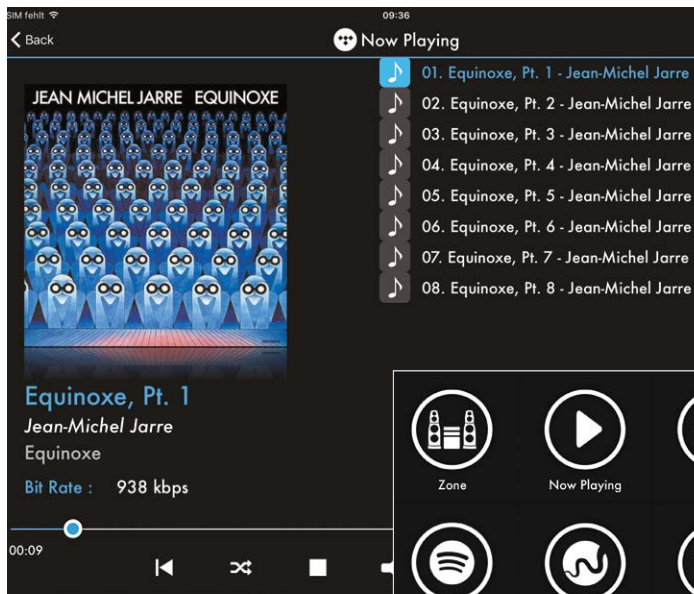 SIM fehlt 09:36
Back
Now Playing
JEAN MICHEL JARRE EQUINOXE
Equinoxe, Pt. 1
Jean-Michel Jarre
Equinoxe
Bit Rate : 938 kbps
00:09
01. Equinoxe, Pt. 1 - Jean-Michel Jarre
02. Equinoxe, Pt. 2 - Jean-Michel Jarre
03. Equinoxe, Pt. 3 - Jean-Michel Jarre
04. Equinoxe, Pt. 4 - Jean-Michel Jarre
05. Equinoxe, Pt. 5 - Jean-Michel Jarre
06. Equinoxe, Pt. 6 - Jean-Michel Jarre
07. Equinoxe, Pt. 7 - Jean-Michel Jarre
08. Equinoxe, Pt. 8 - Jean-Michel Jarre
Zone
Now Playing